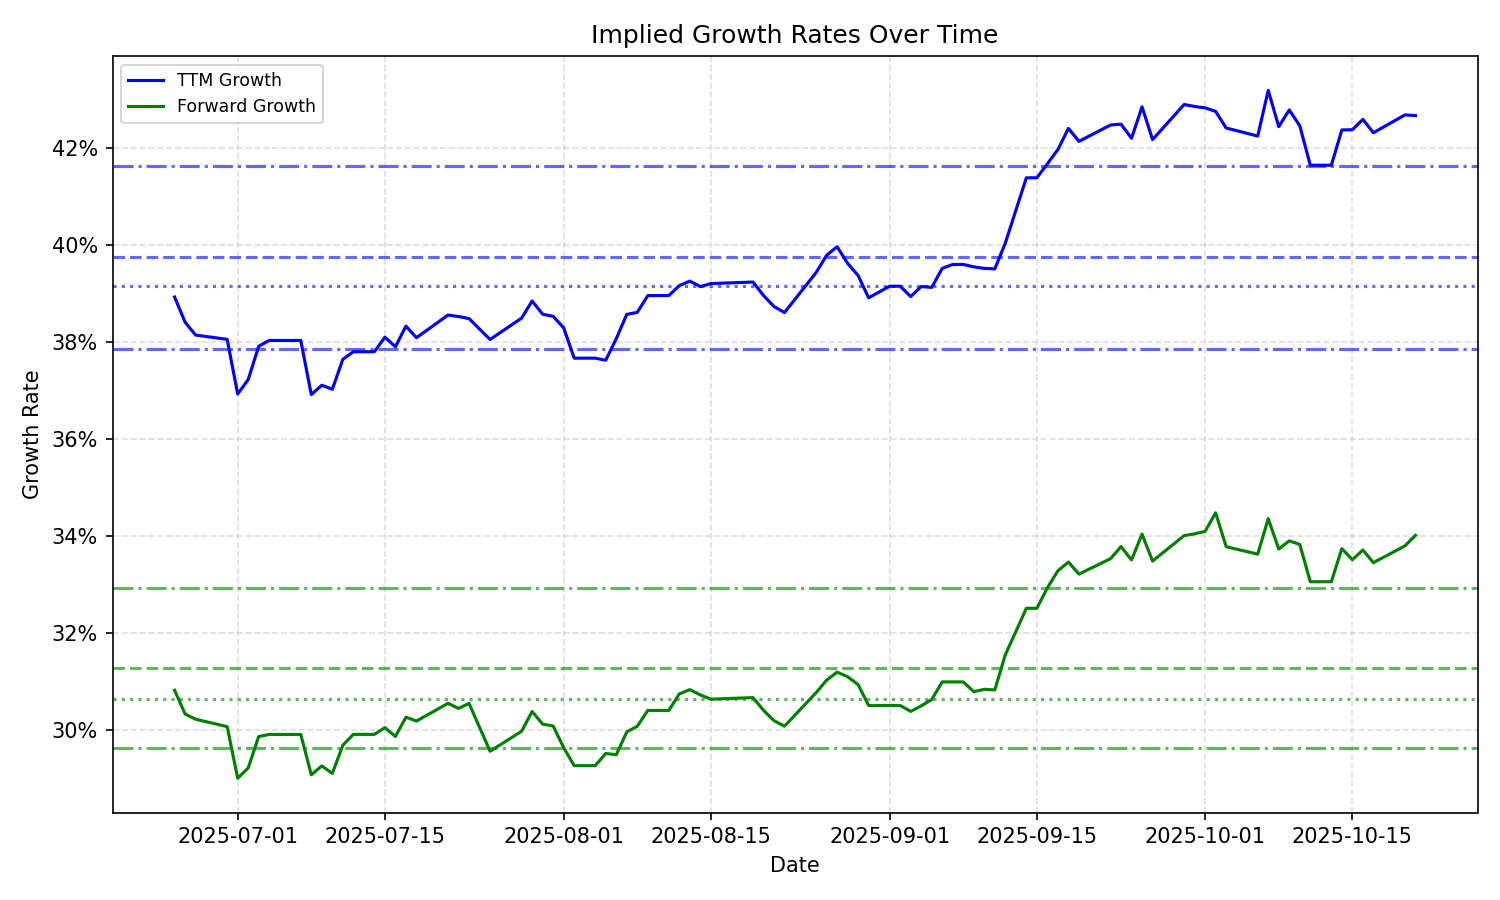 Implied Growth Rates Over Time
TTM Growth
Forward Growth
Growth Rate
42%
40%
38%
36%
34%
32%
30%
2025-07-01 2025-07-15 2025-08-01 2025-08-15 2025-09-01 2025-09-15 2025-10-01 2025-10-15
Date